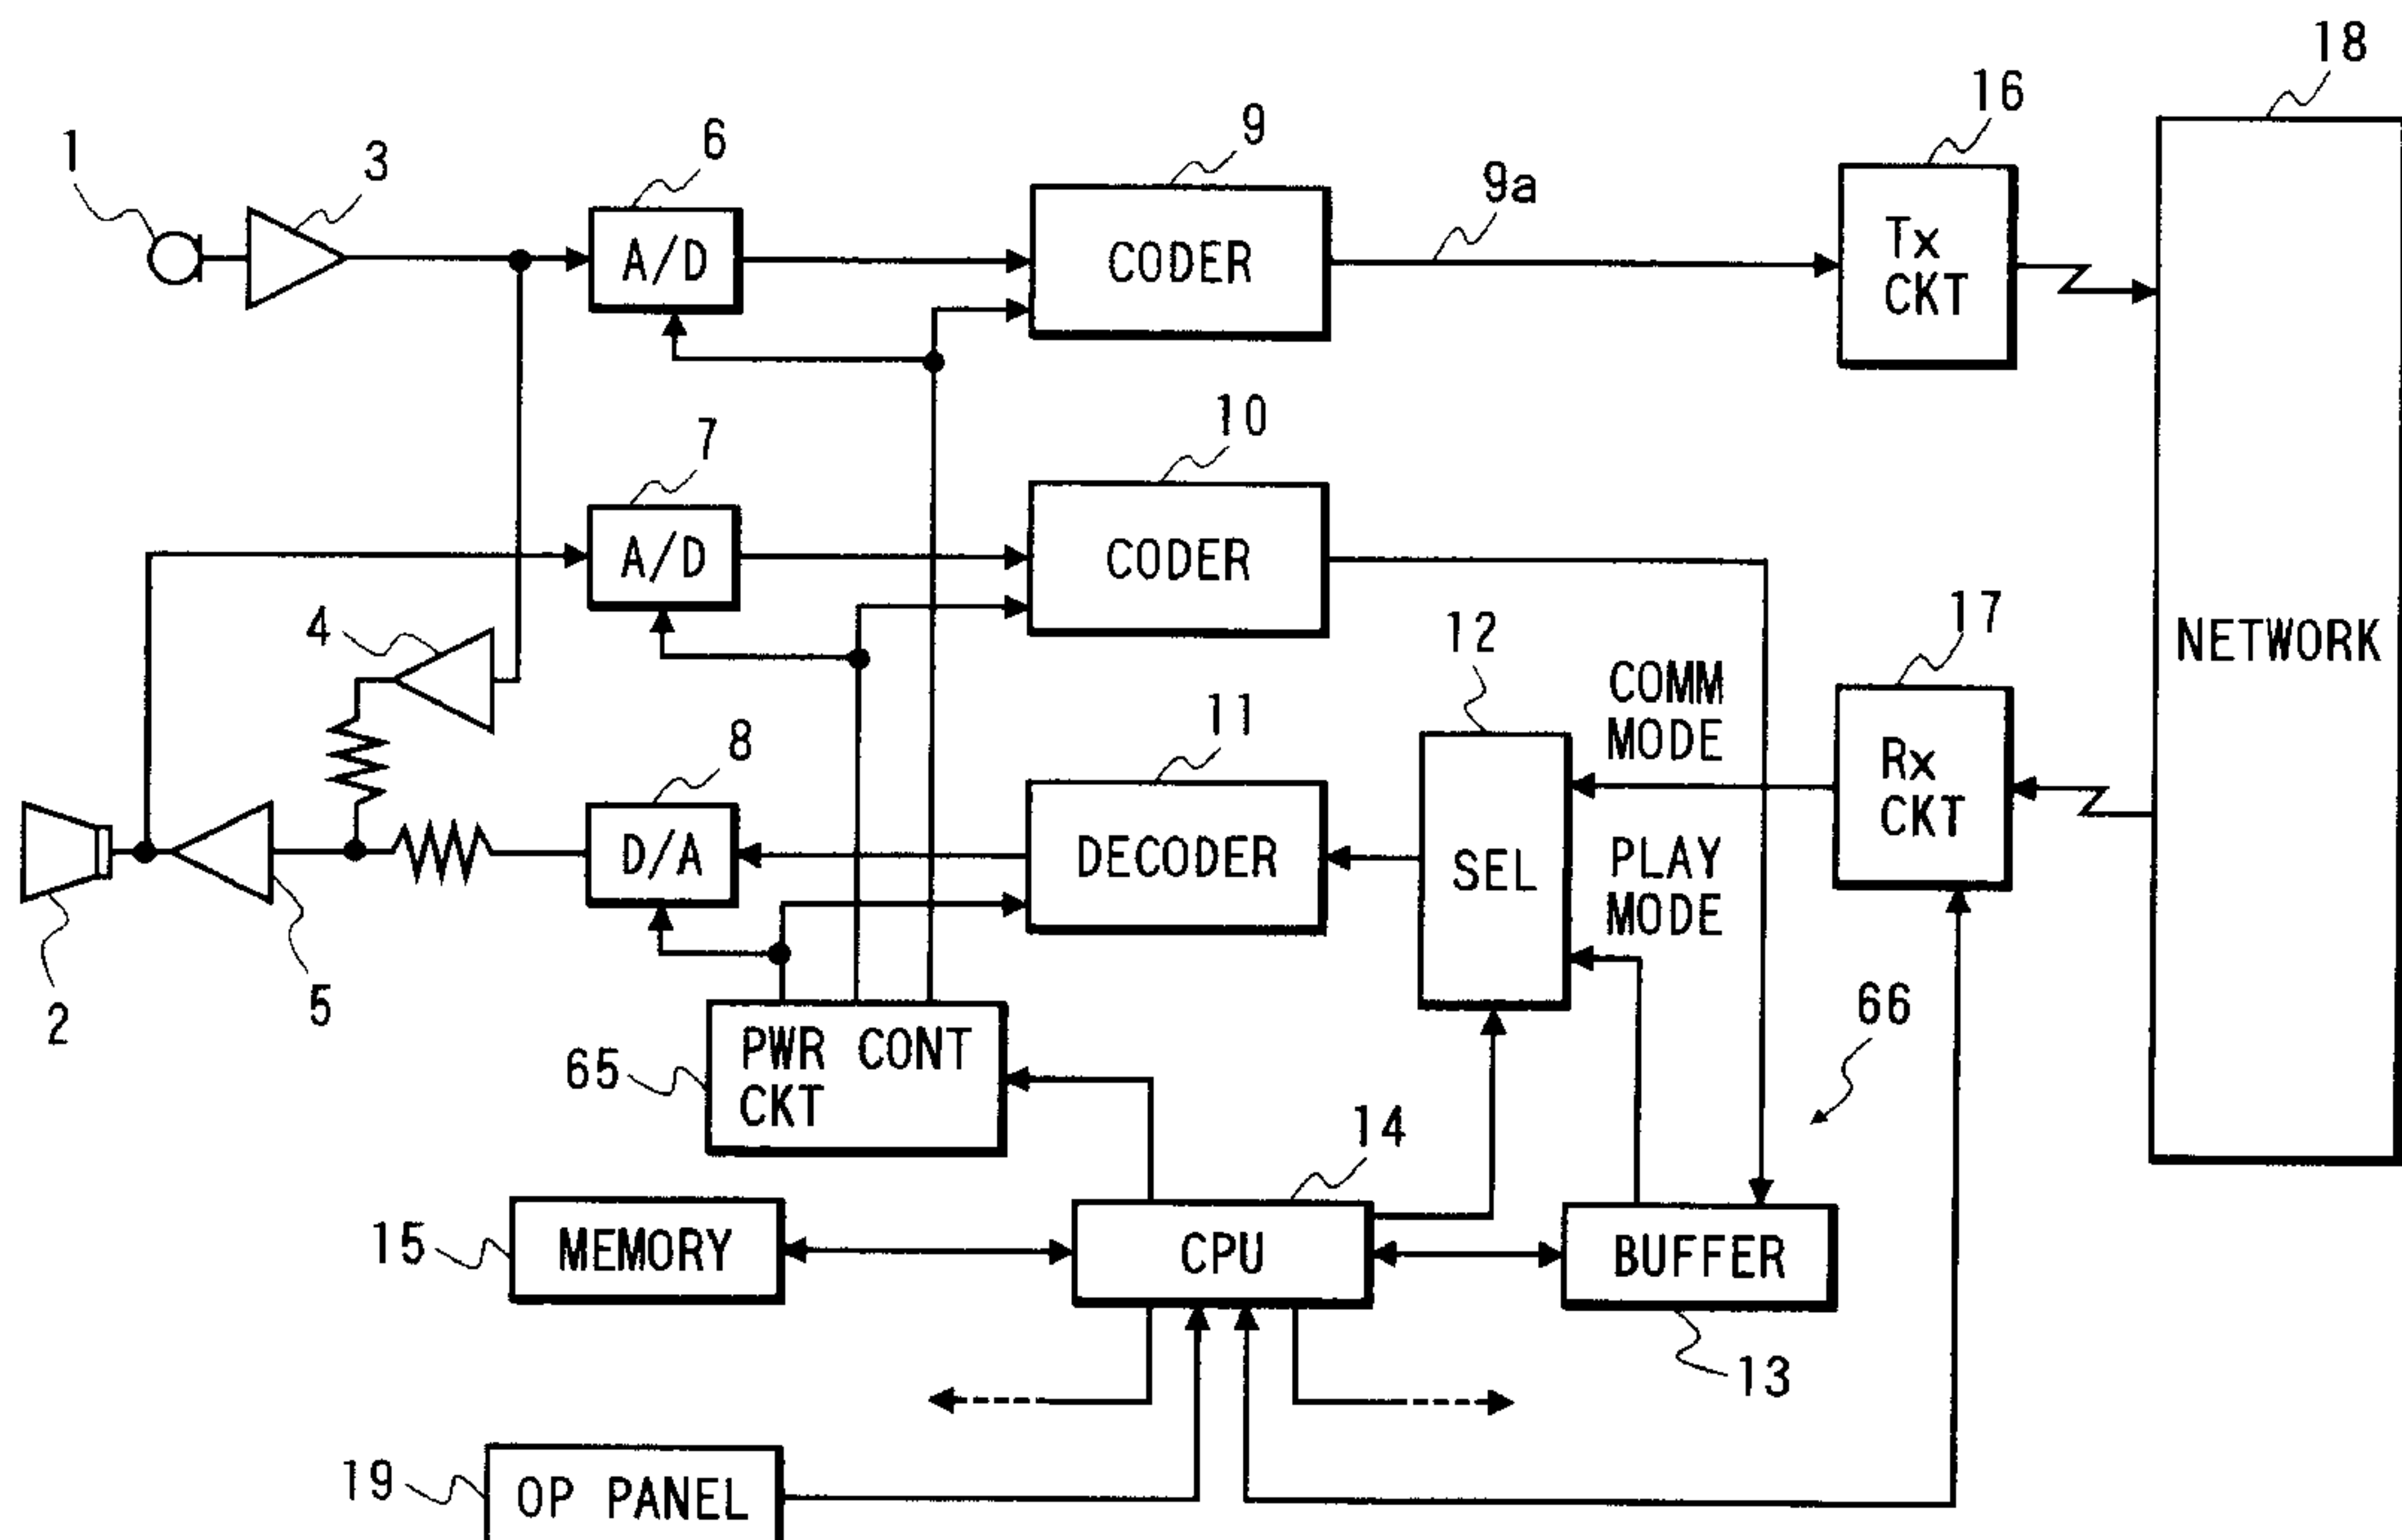 18
16
9
6
1
3
9a
A/D
CODER
Tx
CKT
10
7
A/D
CODER
4
12
17
NETWORK
COMM
MODE
11
8
Rx
CKT
D/A
DECODER
SEL
PLAY
MODE
2
5
66
65
PWR CONT
CKT
14
15
MEMORY
CPU
BUFFER
13
19
OP PANEL